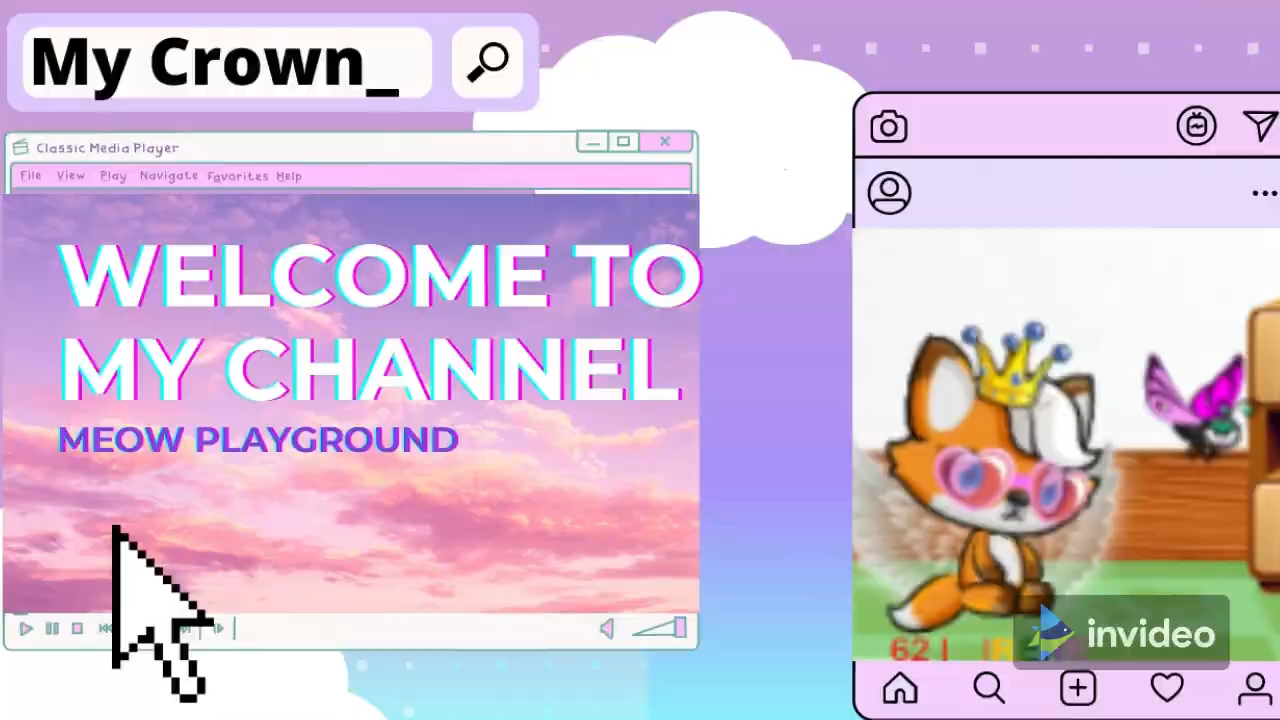 My Crown_
Classic Media Player
File View Play Navigate Favorites Help
WELCOME TO
MY CHANNEL
MEOW PLAYGROUND
invideo